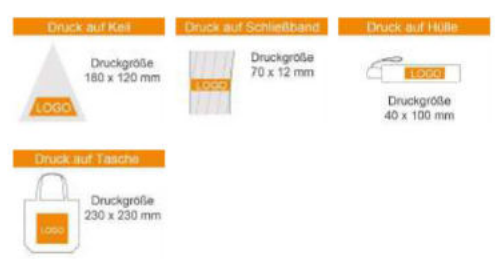 Druck auf Keil
Druckgröße
180 x 120 mm
LOGO
Druck auf Schließband
Druckgröße
70 x 12 mm
LOGO
Druck auf Hülle
LOGO
Druckgröße
40 x 100 mm
Druck auf Tasche
Druckgröße
230 x 230 mm
LOGO